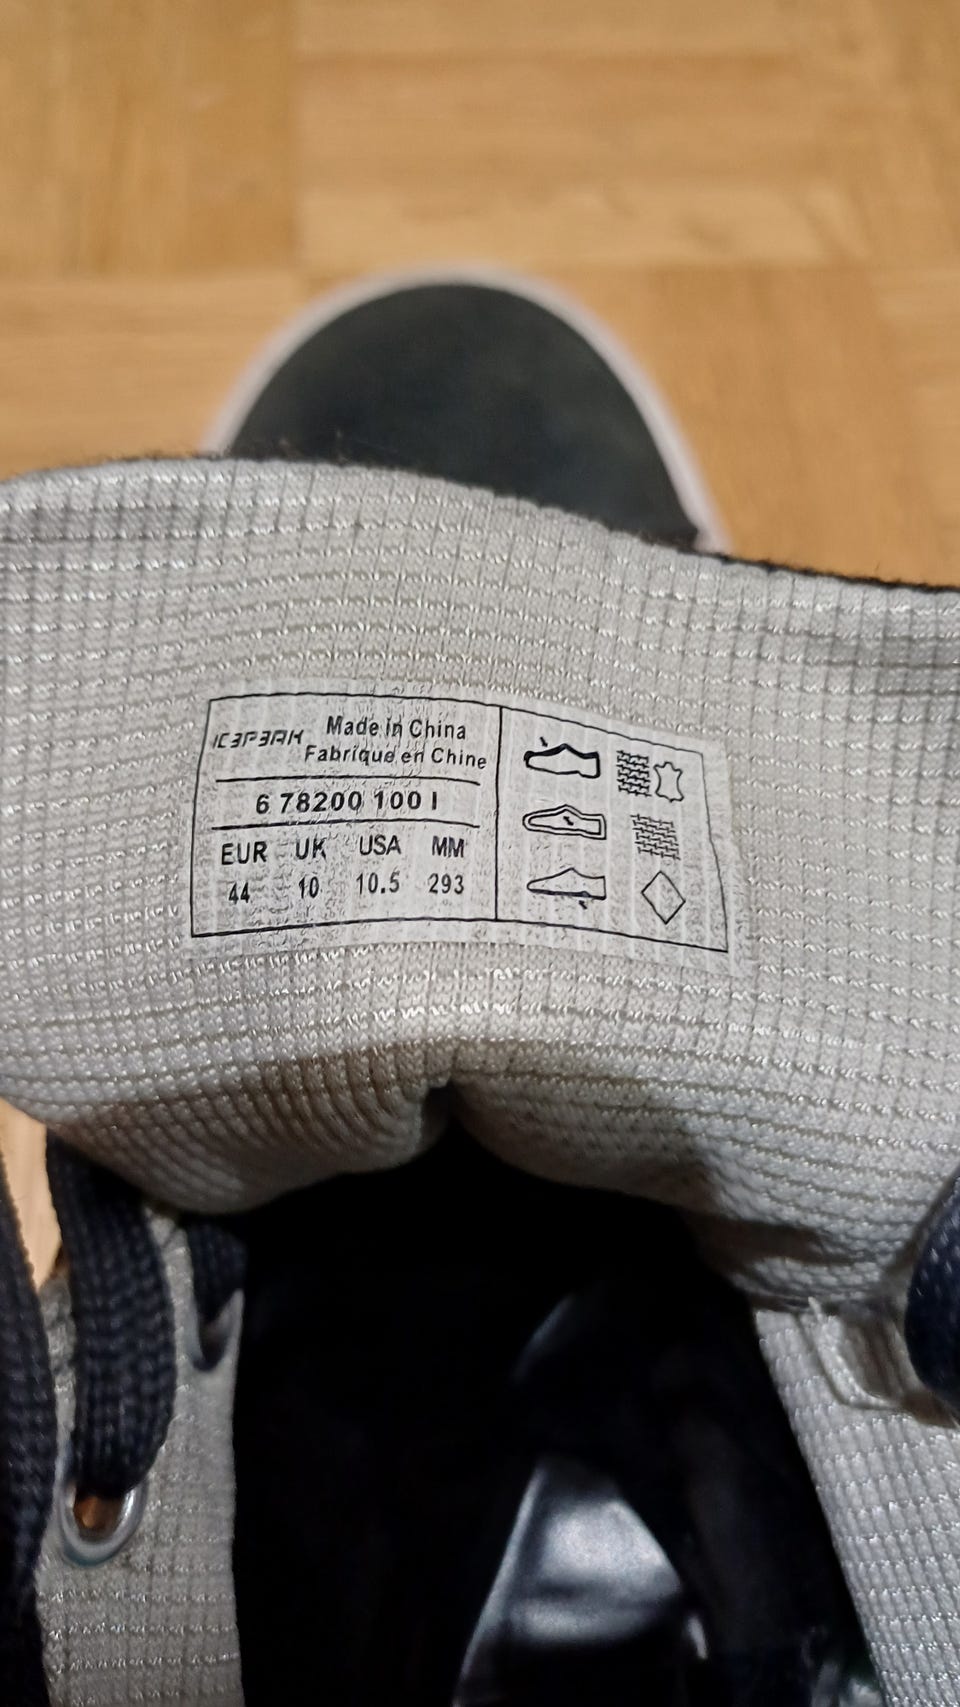 ICEPEAK
Made in China
Fabrique en Chine
6 78200 100 I
EUR UK USA MM
44 10 10.5 293